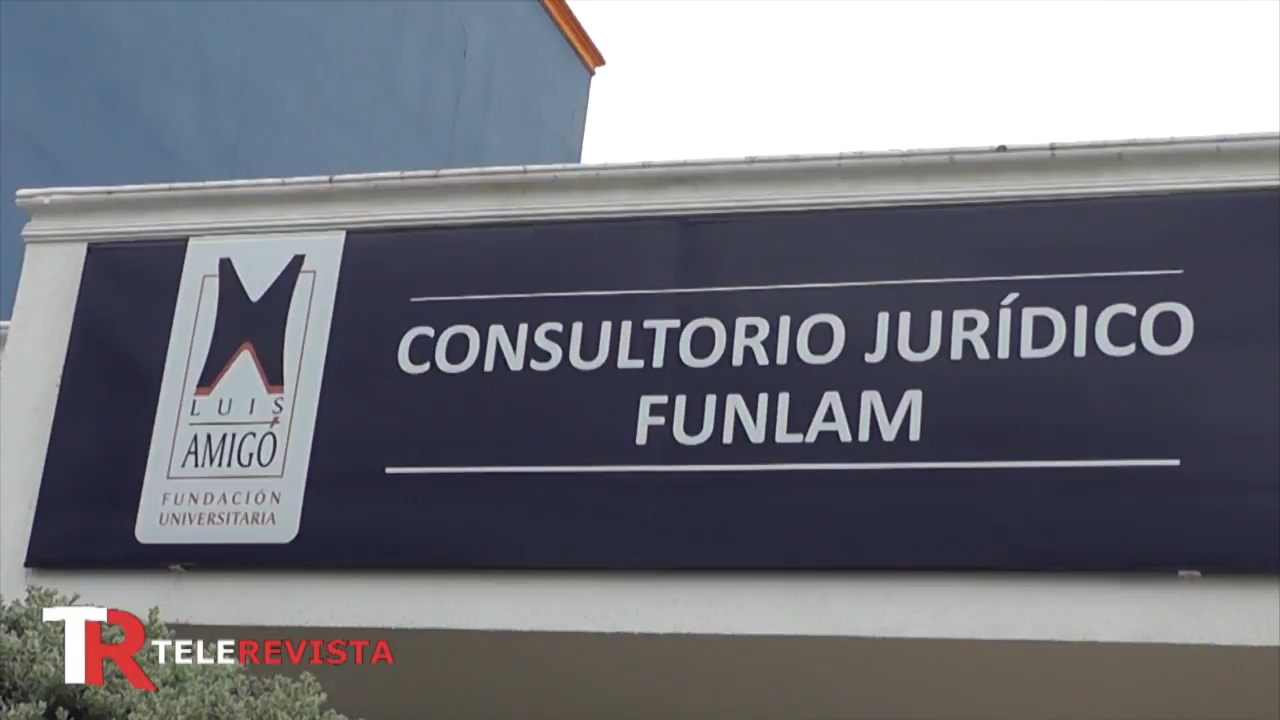 LUIS
AMIGÓ
FUNDACIÓN
UNIVERSITARIA
CONSULTORIO JURÍDICO
FUNLAM
TR TELEREVISTA